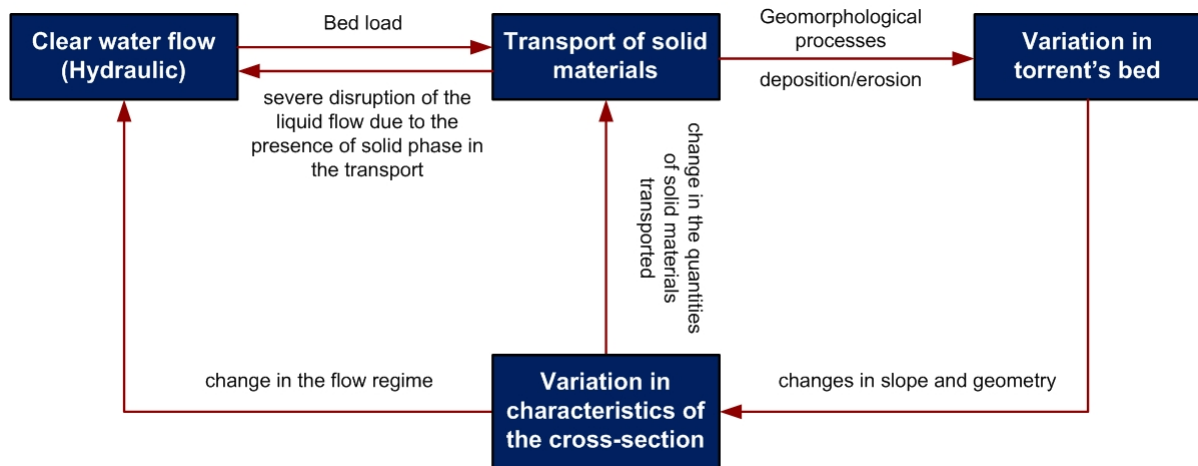 Clear water flow
(Hydraulic)
Bed load
severe disruption of the
liquid flow due to the
presence of solid phase in
the transport
Transport of solid
materials
Geomorphological
processes
deposition/erosion
Variation in
torrent's bed
change in the quantities
of solid materials
transported
change in the flow regime
Variation in
characteristics of
the cross-section
changes in slope and geometry